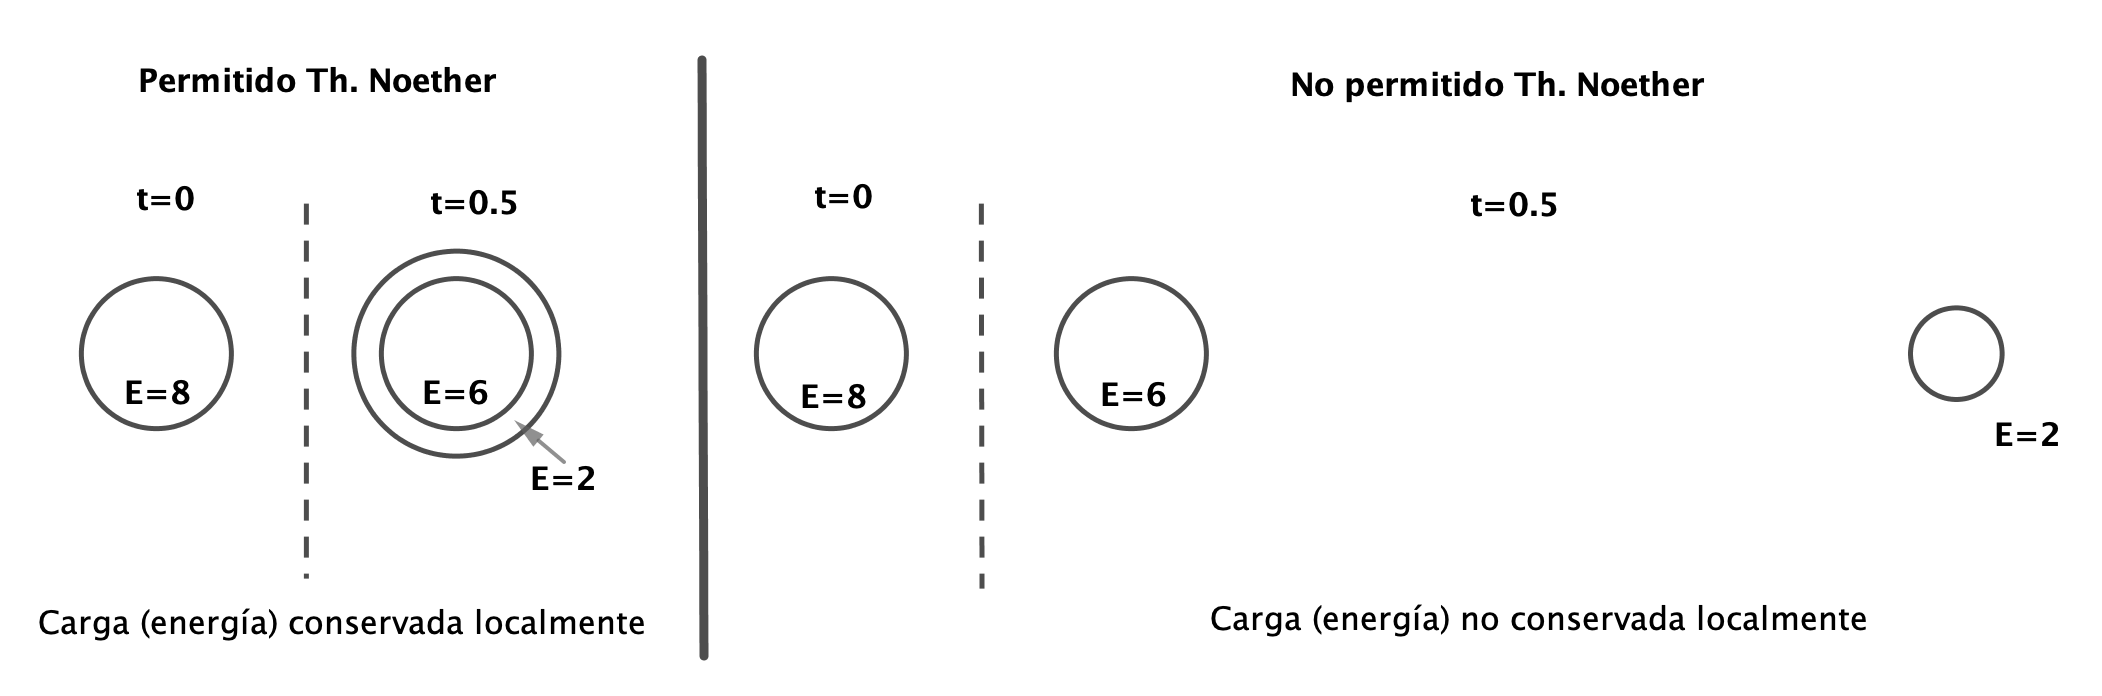 Permitido Th. Noether
t=0
t=0.5
E=8
E=6
E=2
Carga (energía) conservada localmente
No permitido Th. Noether
t=0
t=0.5
E=8
E=6
E=2
Carga (energía) no conservada localmente